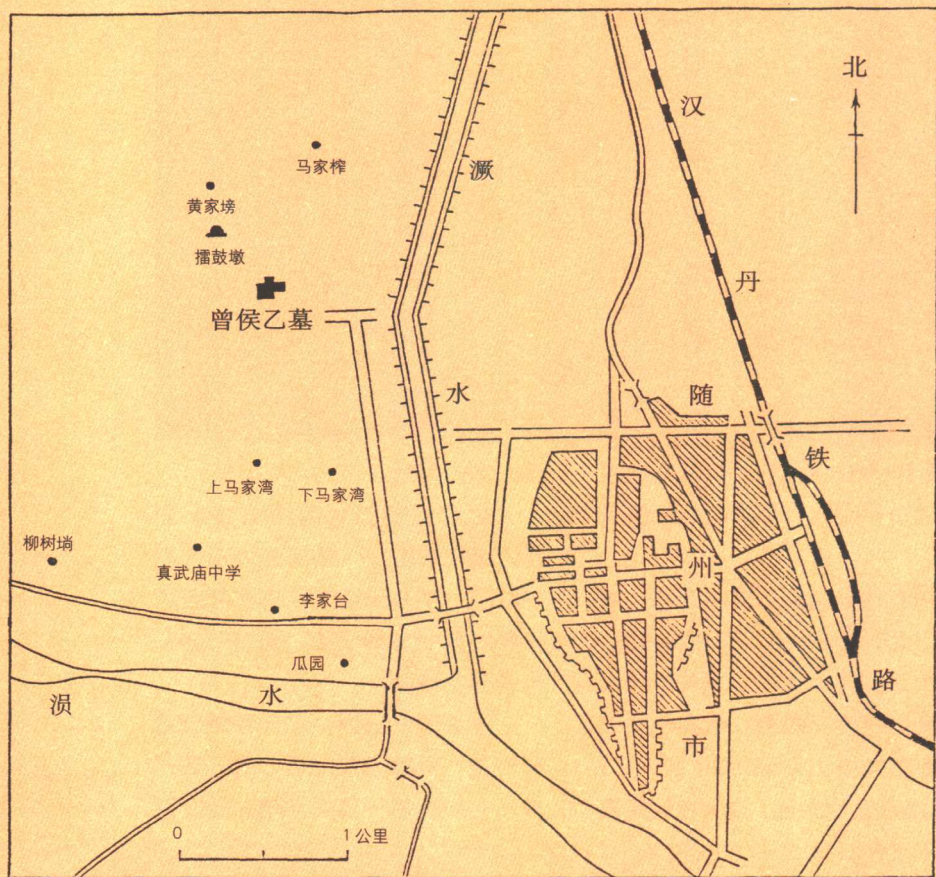 北
汉丹铁路
㵐水
马家榨
黄家塝
擂鼓墩
曾侯乙墓
随州市
上马家湾
下马家湾
柳树塆
真武庙中学
李家台
瓜园
涢水
0 1公里